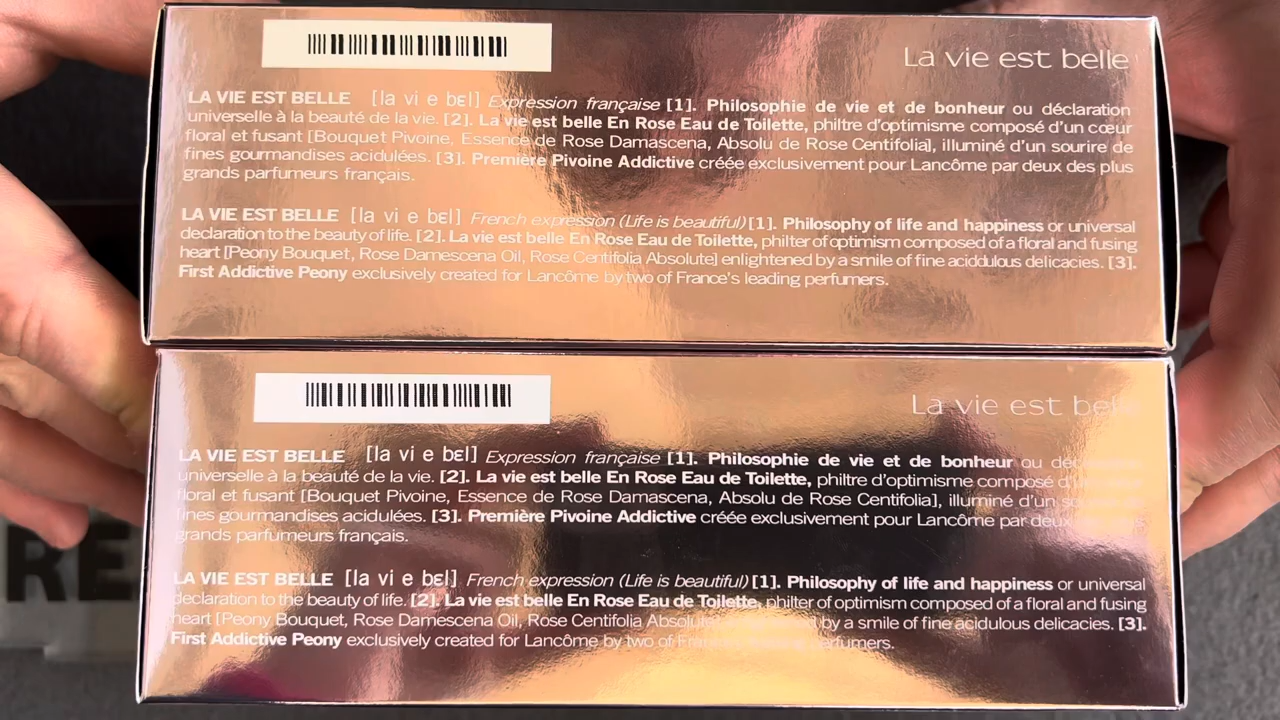 La vie est belle
LA VIE EST BELLE [la vi e bɛl] Expression française [1]. Philosophie de vie et de bonheur ou déclaration
universelle à la beauté de la vie. [2]. La vie est belle En Rose Eau de Toilette, philtre d'optimisme composé d'un cœur
floral et fusant [Bouquet Pivoine, Essence de Rose Damascena, Absolu de Rose Centifolia], illuminé d'un sourire de
fines gourmandises acidulées. [3]. Première Pivoine Addictive créée exclusivement pour Lancôme par deux des plus
grands parfumeurs français.
LA VIE EST BELLE [la vi e bɛl] French expression (Life is beautiful) [1]. Philosophy of life and happiness or universal
declaration to the beauty of life. [2]. La vie est belle En Rose Eau de Toilette, philter of optimism composed of a floral and fusing
heart [Peony Bouquet, Rose Damescena Oil, Rose Centifolia Absolute] enlightened by a smile of fine acidulous delicacies. [3].
First Addictive Peony exclusively created for Lancôme by two of France's leading perfumers.
La vie est belle
LA VIE EST BELLE [la vi e bɛl] Expression française [1]. Philosophie de vie et de bonheur ou
universelle à la beauté de la vie. [2]. La vie est belle En Rose Eau de Toilette, philtre d'optimisme composé
floral et fusant [Bouquet Pivoine, Essence de Rose Damascena, Absolu de Rose Centifolia], illuminé d'un
fines gourmandises acidulées. [3]. Première Pivoine Addictive créée exclusivement pour Lancôme par deux
grands parfumeurs français.
LA VIE EST BELLE [la vi e bɛl] French expression (Life is beautiful) [1]. Philosophy of life and happiness or universal
declaration to the beauty of life. [2]. La vie est belle En Rose Eau de Toilette, philter of optimism composed of a floral and fusing
heart [Peony Bouquet, Rose Damescena Oil, Rose Centifolia Absolute] by a smile of fine acidulous delicacies. [3].
First Addictive Peony exclusively created for Lancôme by two of perfumers.